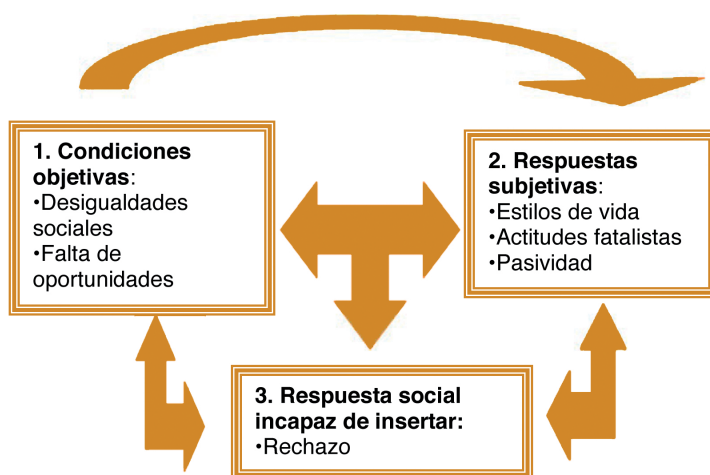 1. Condiciones
objetivas:
•Desigualdades
sociales
•Falta de
oportunidades
2. Respuestas
subjetivas:
•Estilos de vida
•Actitudes fatalistas
•Pasividad
3. Respuesta social
incapaz de insertar:
•Rechazo